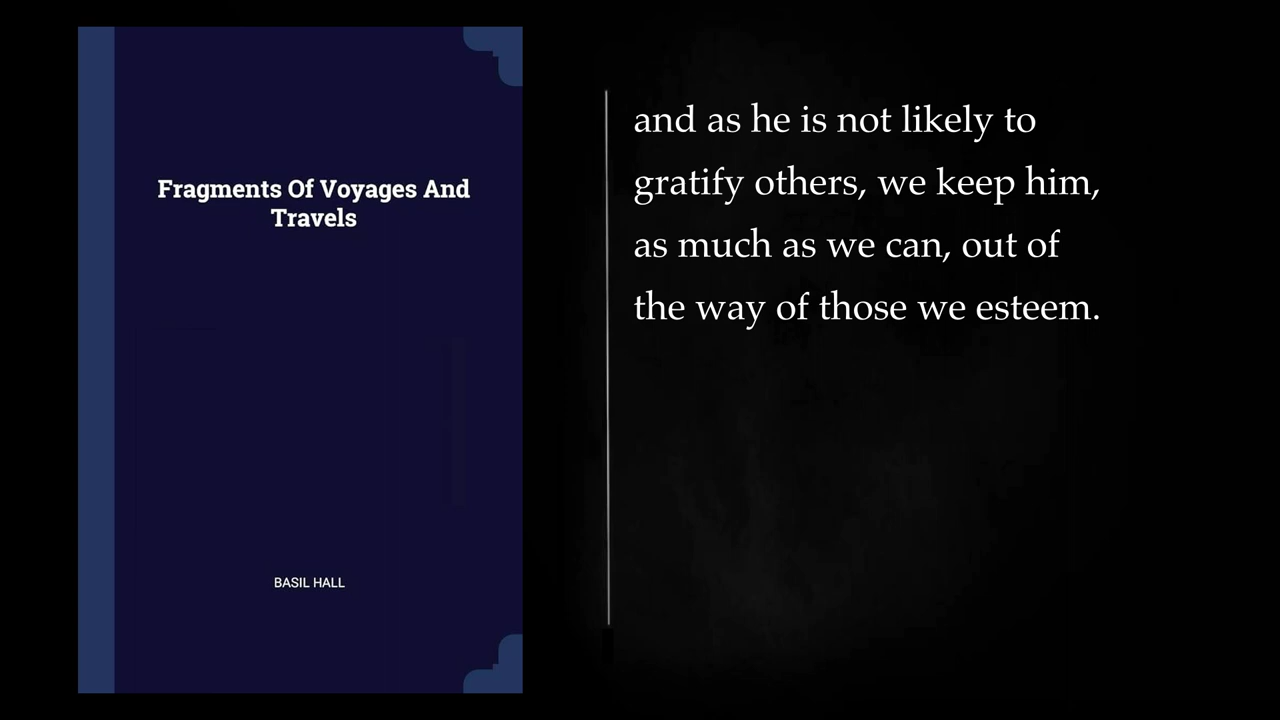 Fragments Of Voyages And
Travels
BASIL HALL
and as he is not likely to
gratify others, we keep him,
as much as we can, out of
the way of those we esteem.